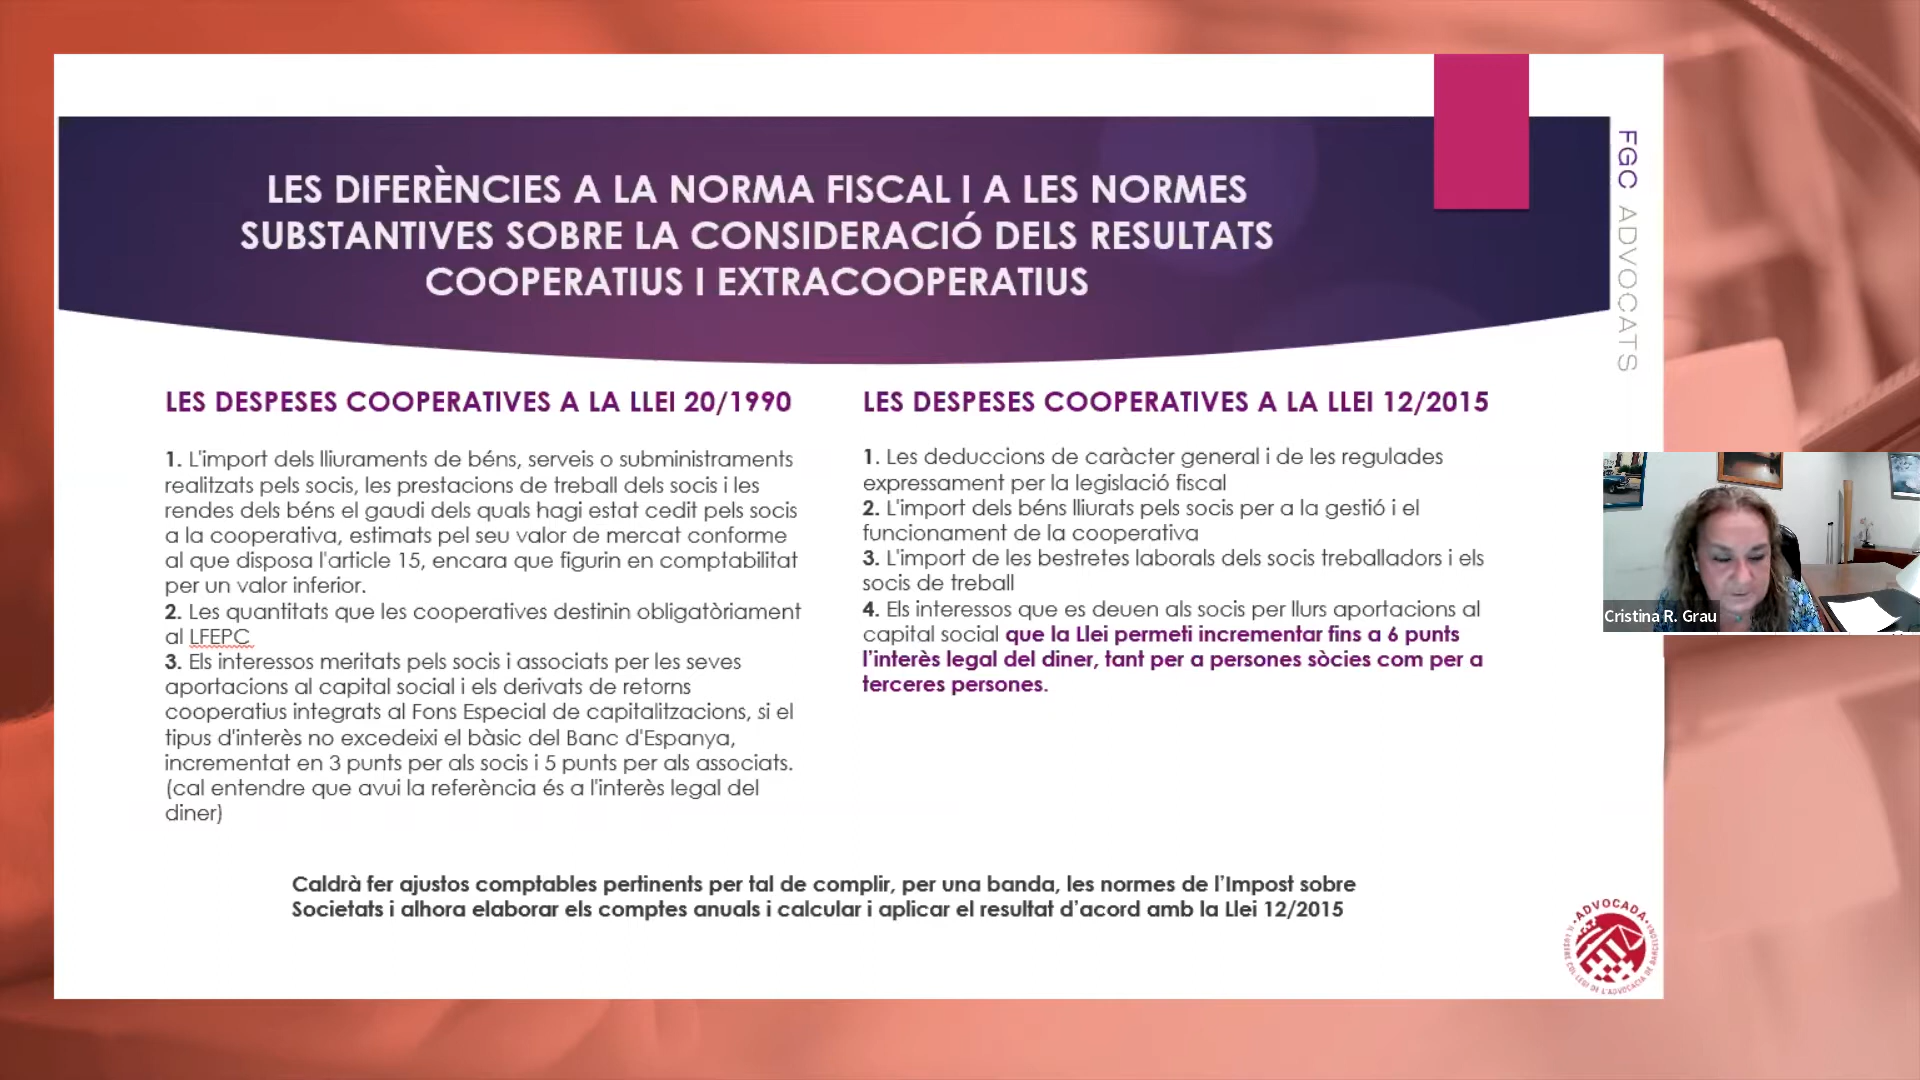 LES DIFERÈNCIES A LA NORMA FISCAL I A LES NORMES
SUBSTANTIVES SOBRE LA CONSIDERACIÓ DELS RESULTATS
COOPERATIUS I EXTRACOOPERATIUS
FGC ADVOCATS
LES DESPESES COOPERATIVES A LA LLEI 20/1990
1. L'import dels lliuraments de béns, serveis o subministraments
realitzats pels socis, les prestacions de treball dels socis i les
rendes dels béns el gaudi dels quals hagi estat cedit pels socis
a la cooperativa, estimats pel seu valor de mercat conforme
al que disposa l'article 15, encara que figurin en comptabilitat
per un valor inferior.
2. Les quantitats que les cooperatives destinin obligatòriament
al LFEPC
3. Els interessos meritats pels socis i associats per les seves
aportacions al capital social i els derivats de retorns
cooperatius integrats al Fons Especial de capitalitzacions, si el
tipus d'interès no excedeixi el bàsic del Banc d'Espanya,
incrementat en 3 punts per als socis i 5 punts per als associats.
(cal entendre que avui la referència és a l'interès legal del
diner)
LES DESPESES COOPERATIVES A LA LLEI 12/2015
1. Les deduccions de caràcter general i de les regulades
expressament per la legislació fiscal
2. L'import dels béns lliurats pels socis per a la gestió i el
funcionament de la cooperativa
3. L'import de les bestretes laborals dels socis treballadors i els
socis de treball
4. Els interessos que es deuen als socis per llurs aportacions al
capital social que la Llei permeti incrementar fins a 6 punts
l'interès legal del diner, tant per a persones sòcies com per a
terceres persones.
Cristina R. Grau
Caldrà fer ajustos comptables pertinents per tal de complir, per una banda, les normes de l'Impost sobre
Societats i alhora elaborar els comptes anuals i calcular i aplicar el resultat d'acord amb la Llei 12/2015
ADVOCADA